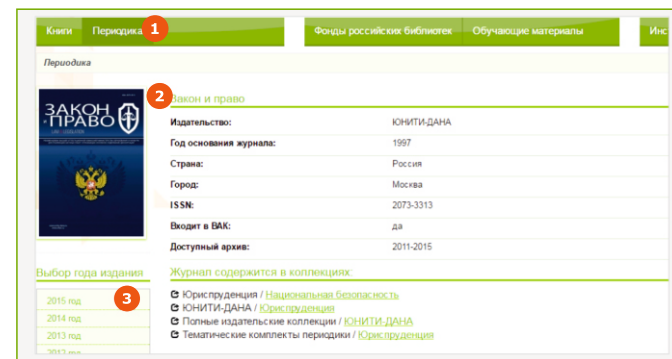 Книги Периодика 1 Фонды российских библиотек Обучающие материалы Инс
Периодика
2
ЗАКОН
ПРАВО
Закон и право
Издательство: ЮНИТИ-ДАНА
Год основания журнала: 1997
Страна: Россия
Город: Москва
ISSN: 2073-3313
Входит в ВАК: да
Доступный архив: 2011-2015
Выбор года издания
Журнал содержится в коллекциях:
3
2015 год
2014 год
2013 год
2012 год
Юриспруденция / Национальная безопасность
ЮНИТИ-ДАНА / Юриспруденция
Полные издательские коллекции / ЮНИТИ-ДАНА
Тематические комплекты периодики / Юриспруденция